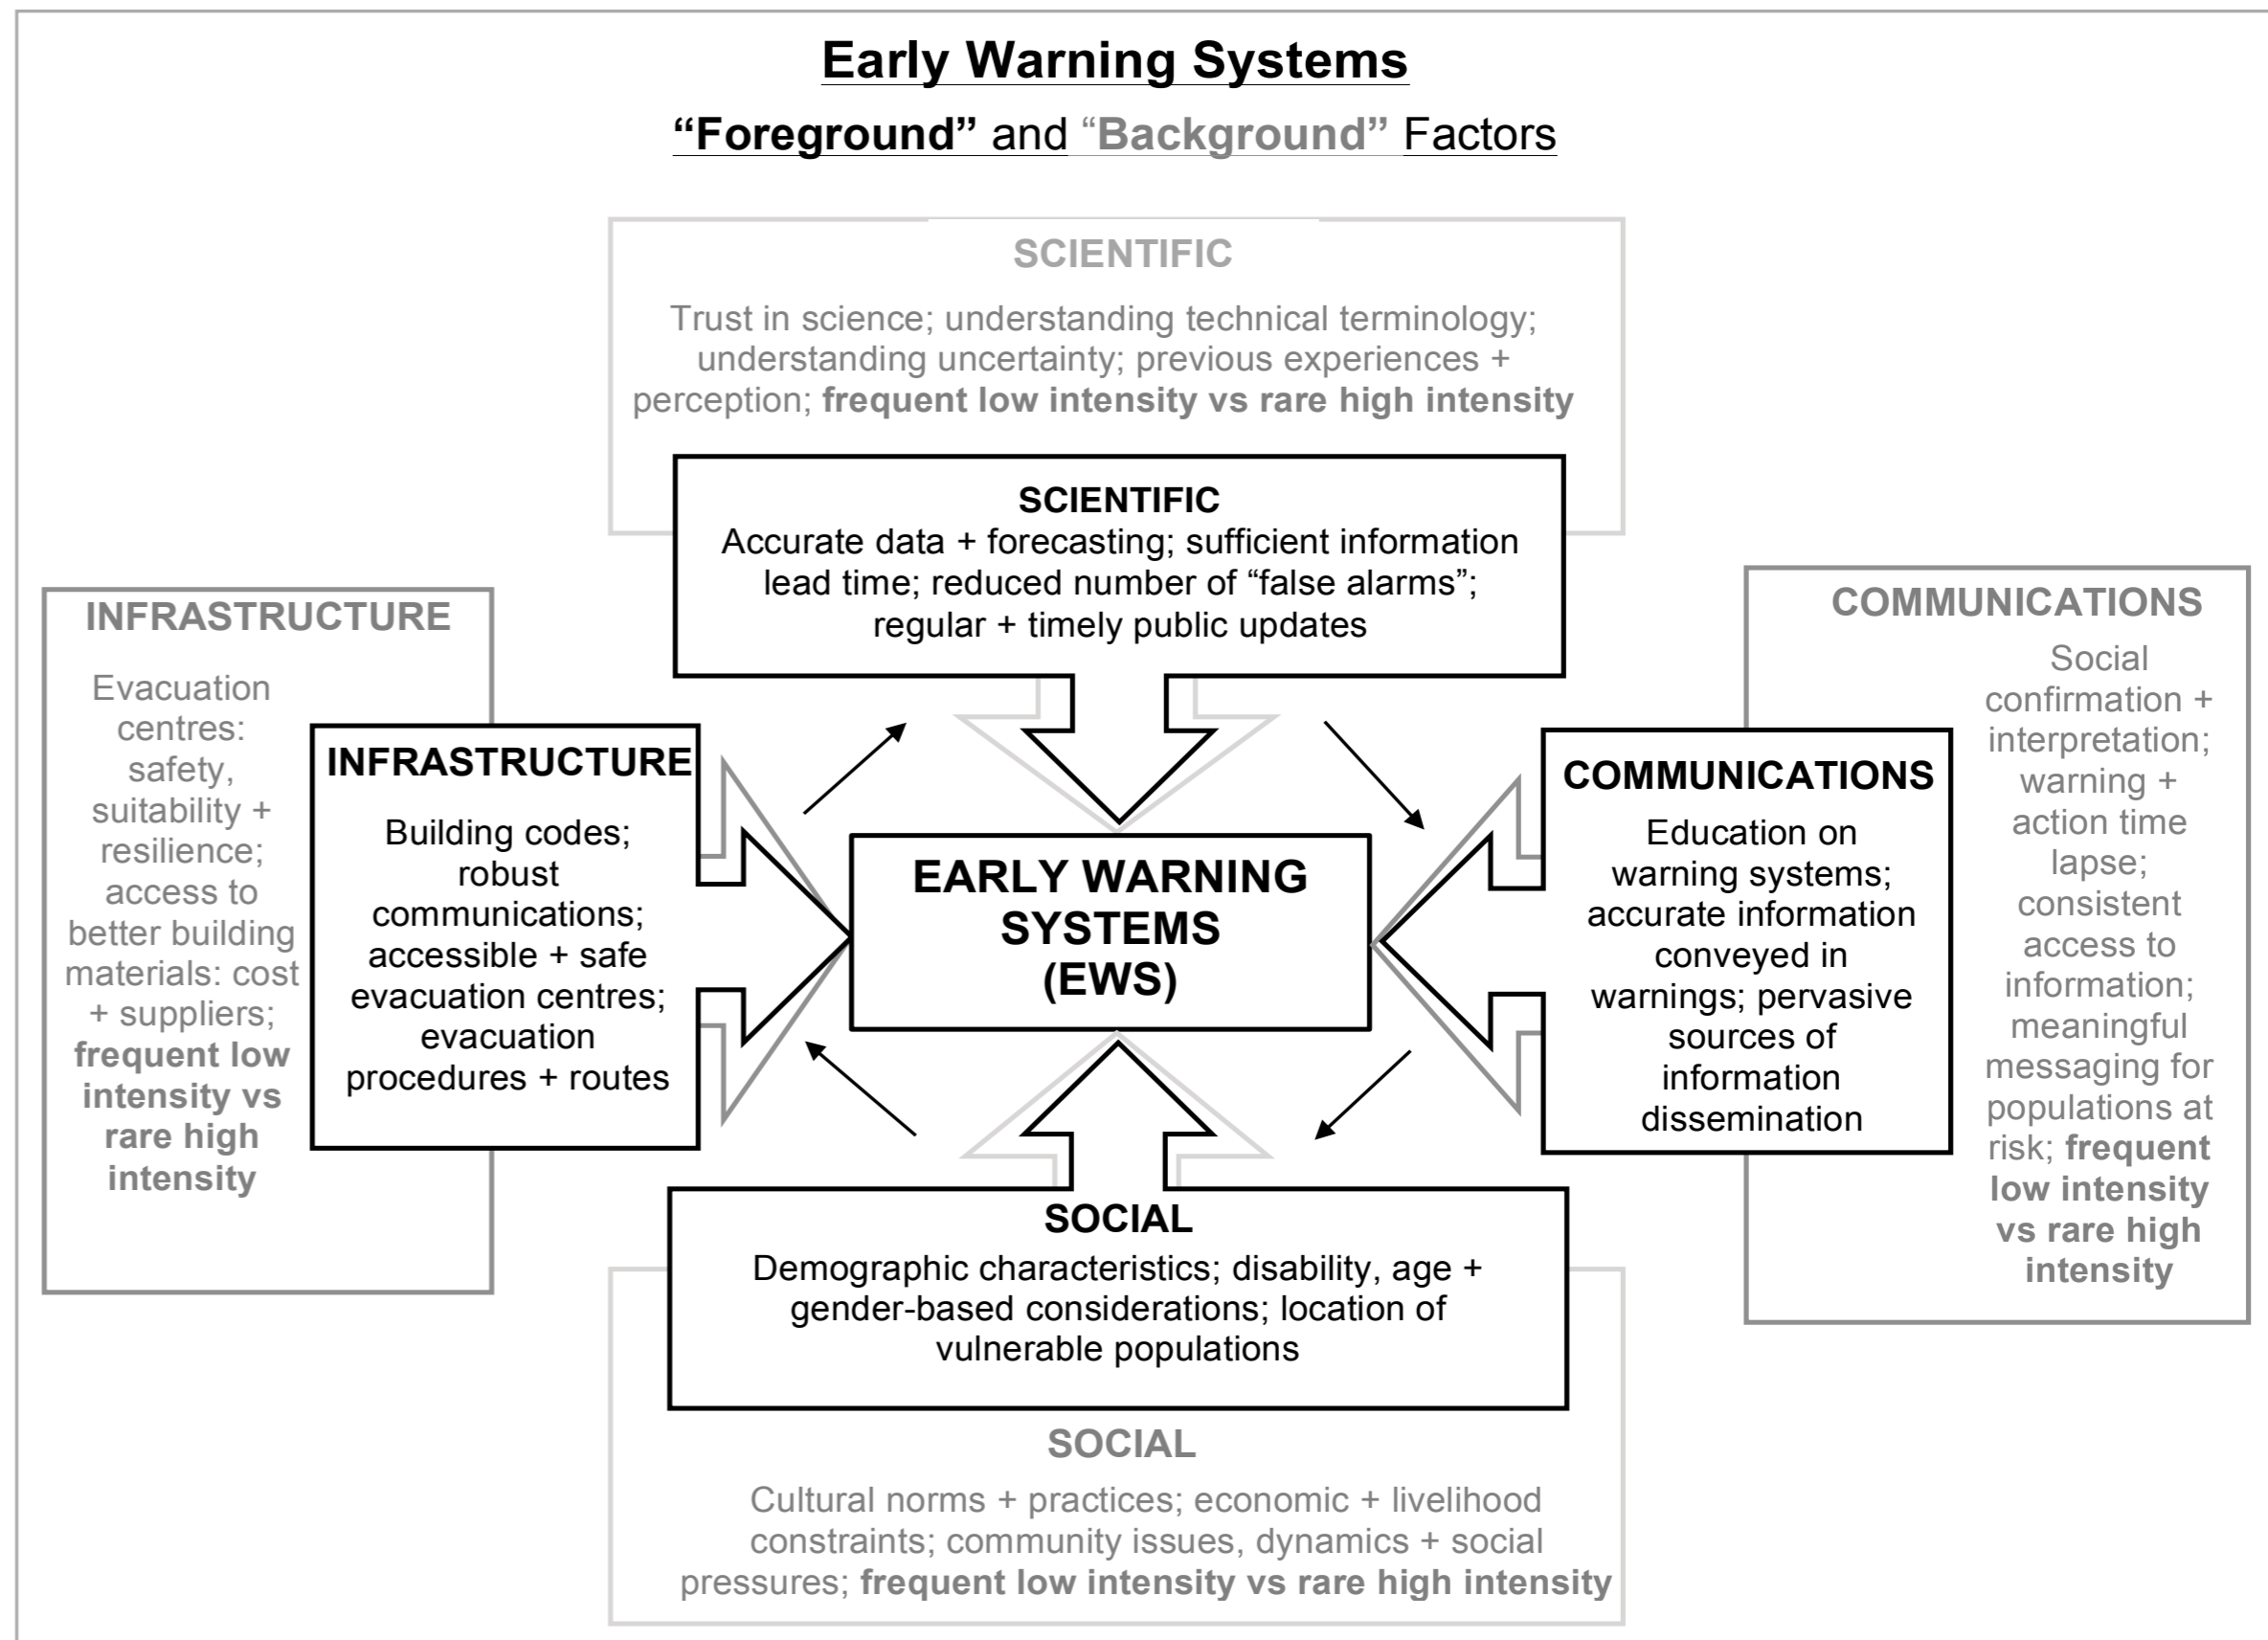 Early Warning Systems
“Foreground” and “Background” Factors
SCIENTIFIC
Trust in science; understanding technical terminology;
understanding uncertainty; previous experiences +
perception; frequent low intensity vs rare high intensity
SCIENTIFIC
Accurate data + forecasting; sufficient information
lead time; reduced number of “false alarms”;
regular + timely public updates
INFRASTRUCTURE
Evacuation
centres:
safety,
suitability +
resilience;
access to
better building
materials: cost
+ suppliers;
frequent low
intensity vs
rare high
intensity
INFRASTRUCTURE
Building codes;
robust
communications;
accessible + safe
evacuation centres;
evacuation
procedures + routes
EARLY WARNING
SYSTEMS
(EWS)
COMMUNICATIONS
Education on
warning systems;
accurate information
conveyed in
warnings; pervasive
sources of
information
dissemination
COMMUNICATIONS
Social
confirmation +
interpretation;
warning +
action time
lapse;
consistent
access to
information;
meaningful
messaging for
populations at
risk; frequent
low intensity
vs rare high
intensity
SOCIAL
Demographic characteristics; disability, age +
gender-based considerations; location of
vulnerable populations
SOCIAL
Cultural norms + practices; economic + livelihood
constraints; community issues, dynamics + social
pressures; frequent low intensity vs rare high intensity